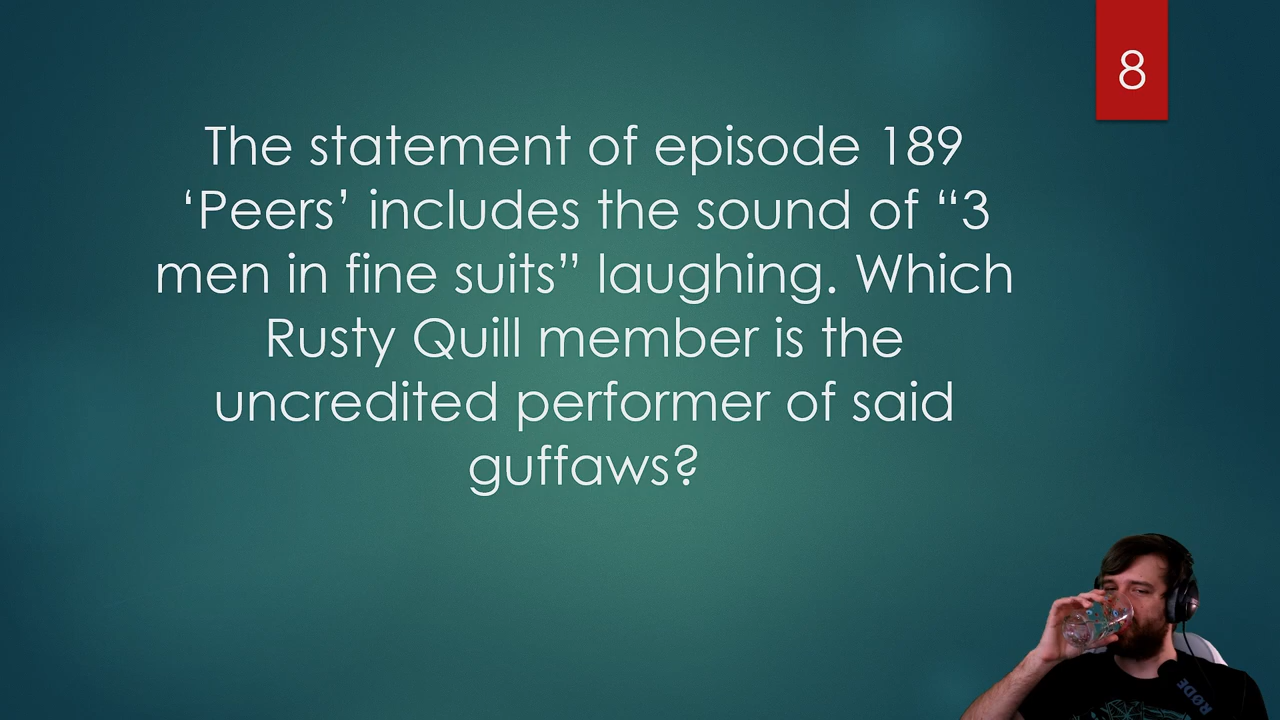 8
The statement of episode 189
‘Peers’ includes the sound of “3
men in fine suits” laughing. Which
Rusty Quill member is the
uncredited performer of said
guffaws?
RØDE